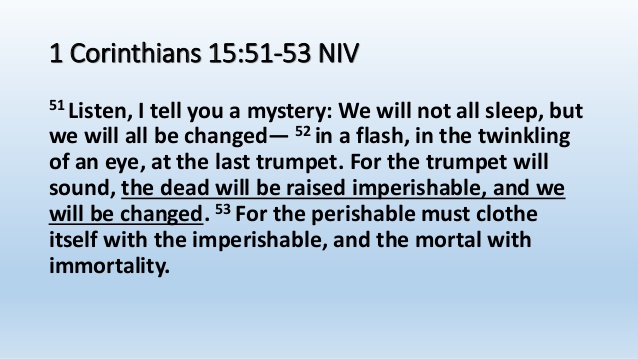 1 Corinthians 15:51-53 NIV
51 Listen, I tell you a mystery: We will not all sleep, but
we will all be changed— 52 in a flash, in the twinkling
of an eye, at the last trumpet. For the trumpet will
sound, the dead will be raised imperishable, and we
will be changed. 53 For the perishable must clothe
itself with the imperishable, and the mortal with
immortality.